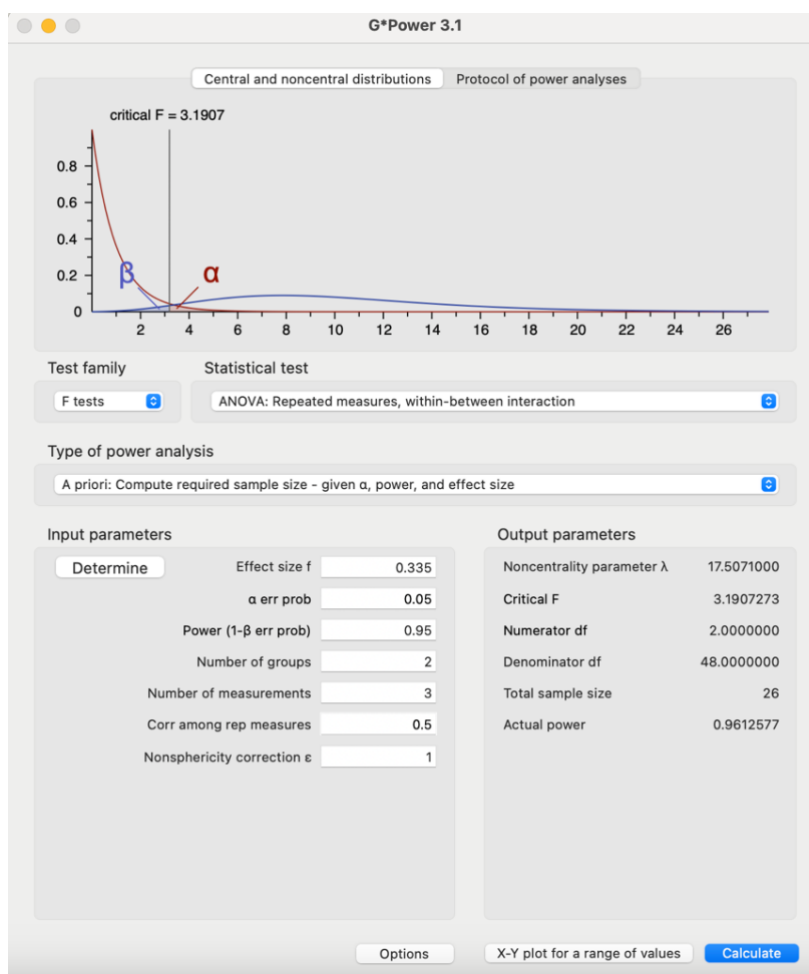 G*Power 3.1
Central and noncentral distributions Protocol of power analyses
critical F = 3.1907
0.8
0.6
0.4
0.2
0
β α
2 4 6 8 10 12 14 16 18 20 22 24 26
Test family Statistical test
F tests ANOVA: Repeated measures, within-between interaction
Type of power analysis
A priori: Compute required sample size - given α, power, and effect size
Input parameters
Determine Effect size f 0.335
α err prob 0.05
Power (1-β err prob) 0.95
Number of groups 2
Number of measurements 3
Corr among rep measures 0.5
Nonsphericity correction ε 1
Output parameters
Noncentrality parameter λ 17.5071000
Critical F 3.1907273
Numerator df 2.0000000
Denominator df 48.0000000
Total sample size 26
Actual power 0.9612577
Options X-Y plot for a range of values Calculate